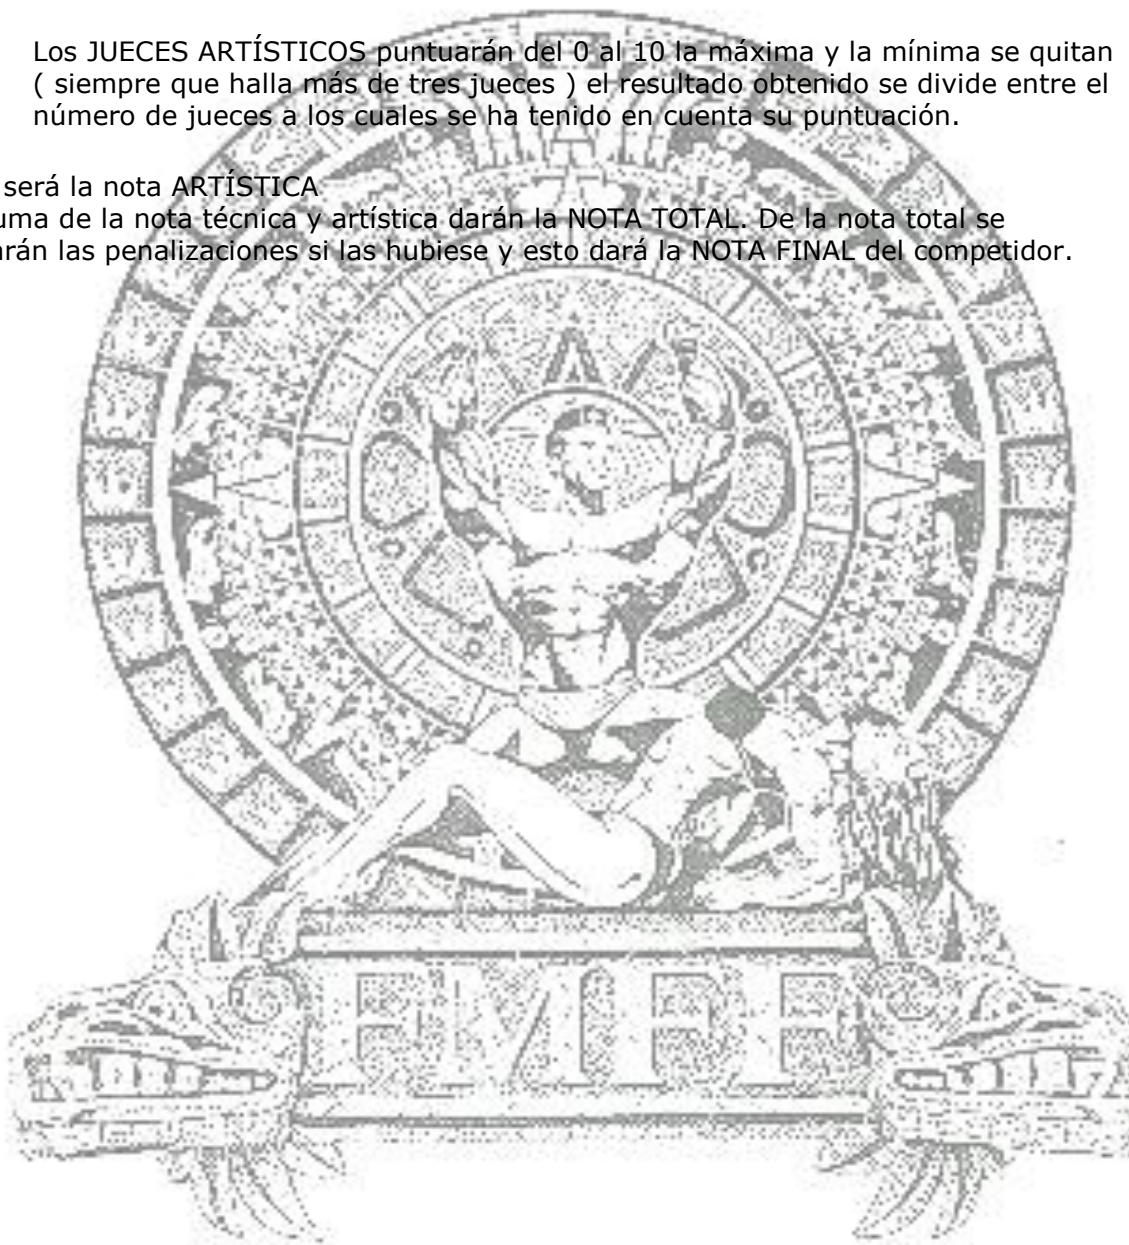 Los JUECES ARTÍSTICOS puntuarán del 0 al 10 la máxima y la mínima se quitan
( siempre que halla más de tres jueces ) el resultado obtenido se divide entre el
número de jueces a los cuales se ha tenido en cuenta su puntuación.
será la nota ARTÍSTICA
uma de la nota técnica y artística darán la NOTA TOTAL. De la nota total se
arán las penalizaciones si las hubiese y esto dará la NOTA FINAL del competidor.